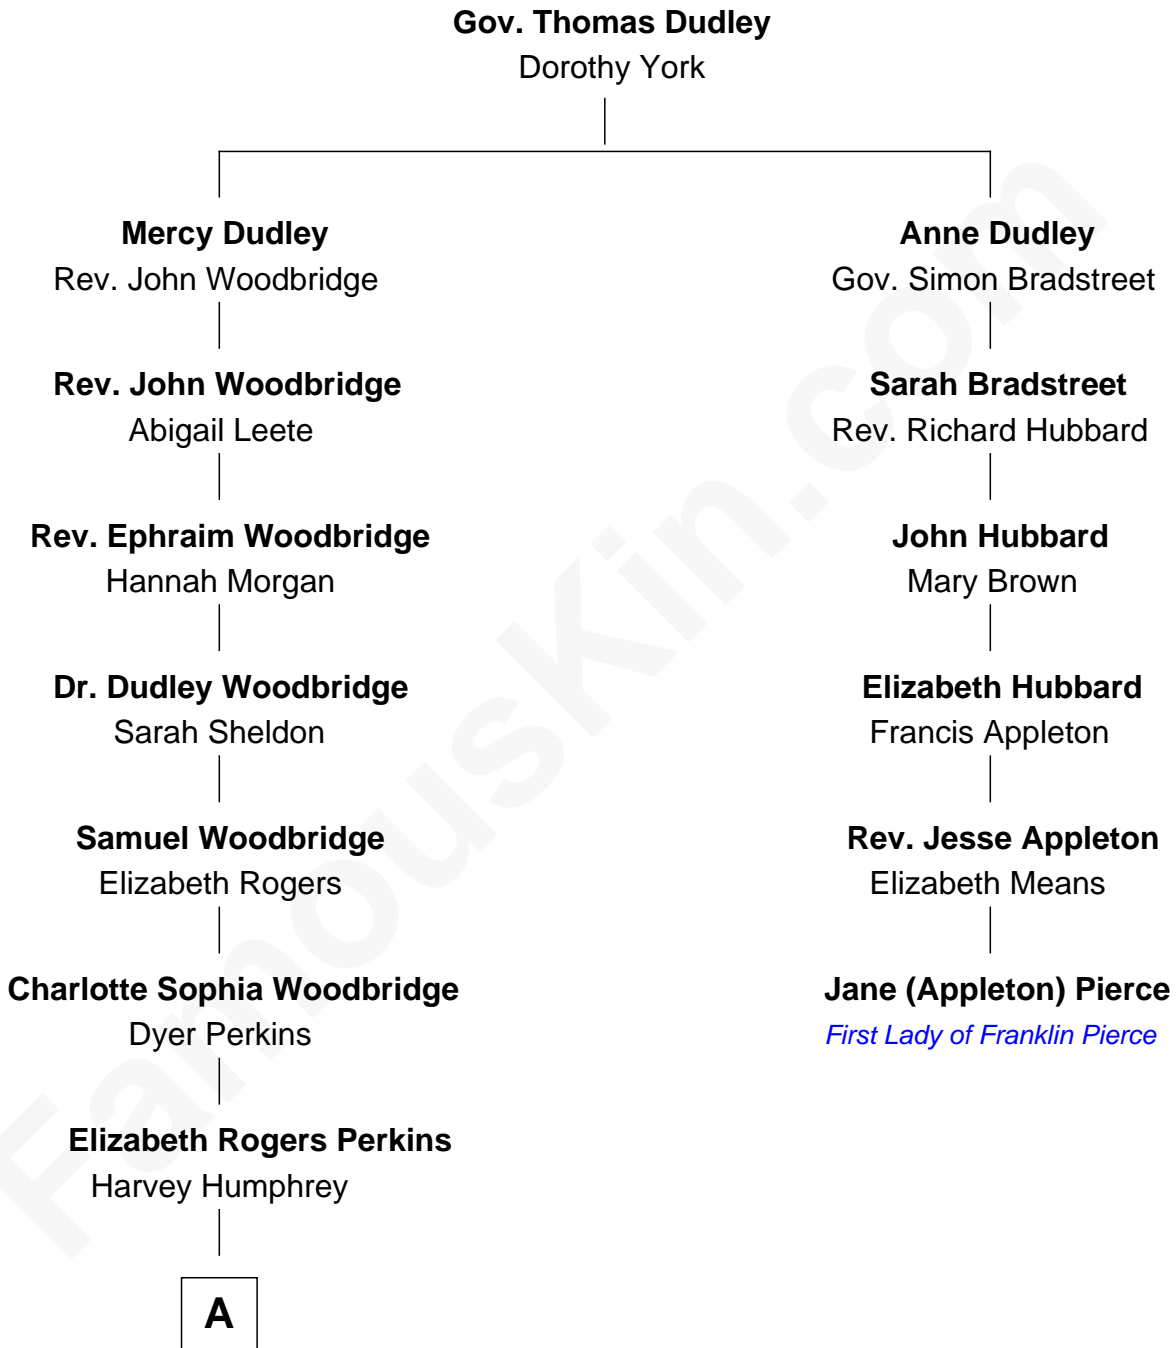 Gov. Thomas Dudley
Dorothy York
Mercy Dudley
Rev. John Woodbridge
Rev. John Woodbridge
Abigail Leete
Rev. Ephraim Woodbridge
Hannah Morgan
Dr. Dudley Woodbridge
Sarah Sheldon
Samuel Woodbridge
Elizabeth Rogers
Charlotte Sophia Woodbridge
Dyer Perkins
Elizabeth Rogers Perkins
Harvey Humphrey
A
Anne Dudley
Gov. Simon Bradstreet
Sarah Bradstreet
Rev. Richard Hubbard
John Hubbard
Mary Brown
Elizabeth Hubbard
Francis Appleton
Rev. Jesse Appleton
Elizabeth Means
Jane (Appleton) Pierce
First Lady of Franklin Pierce
FamousKin.com